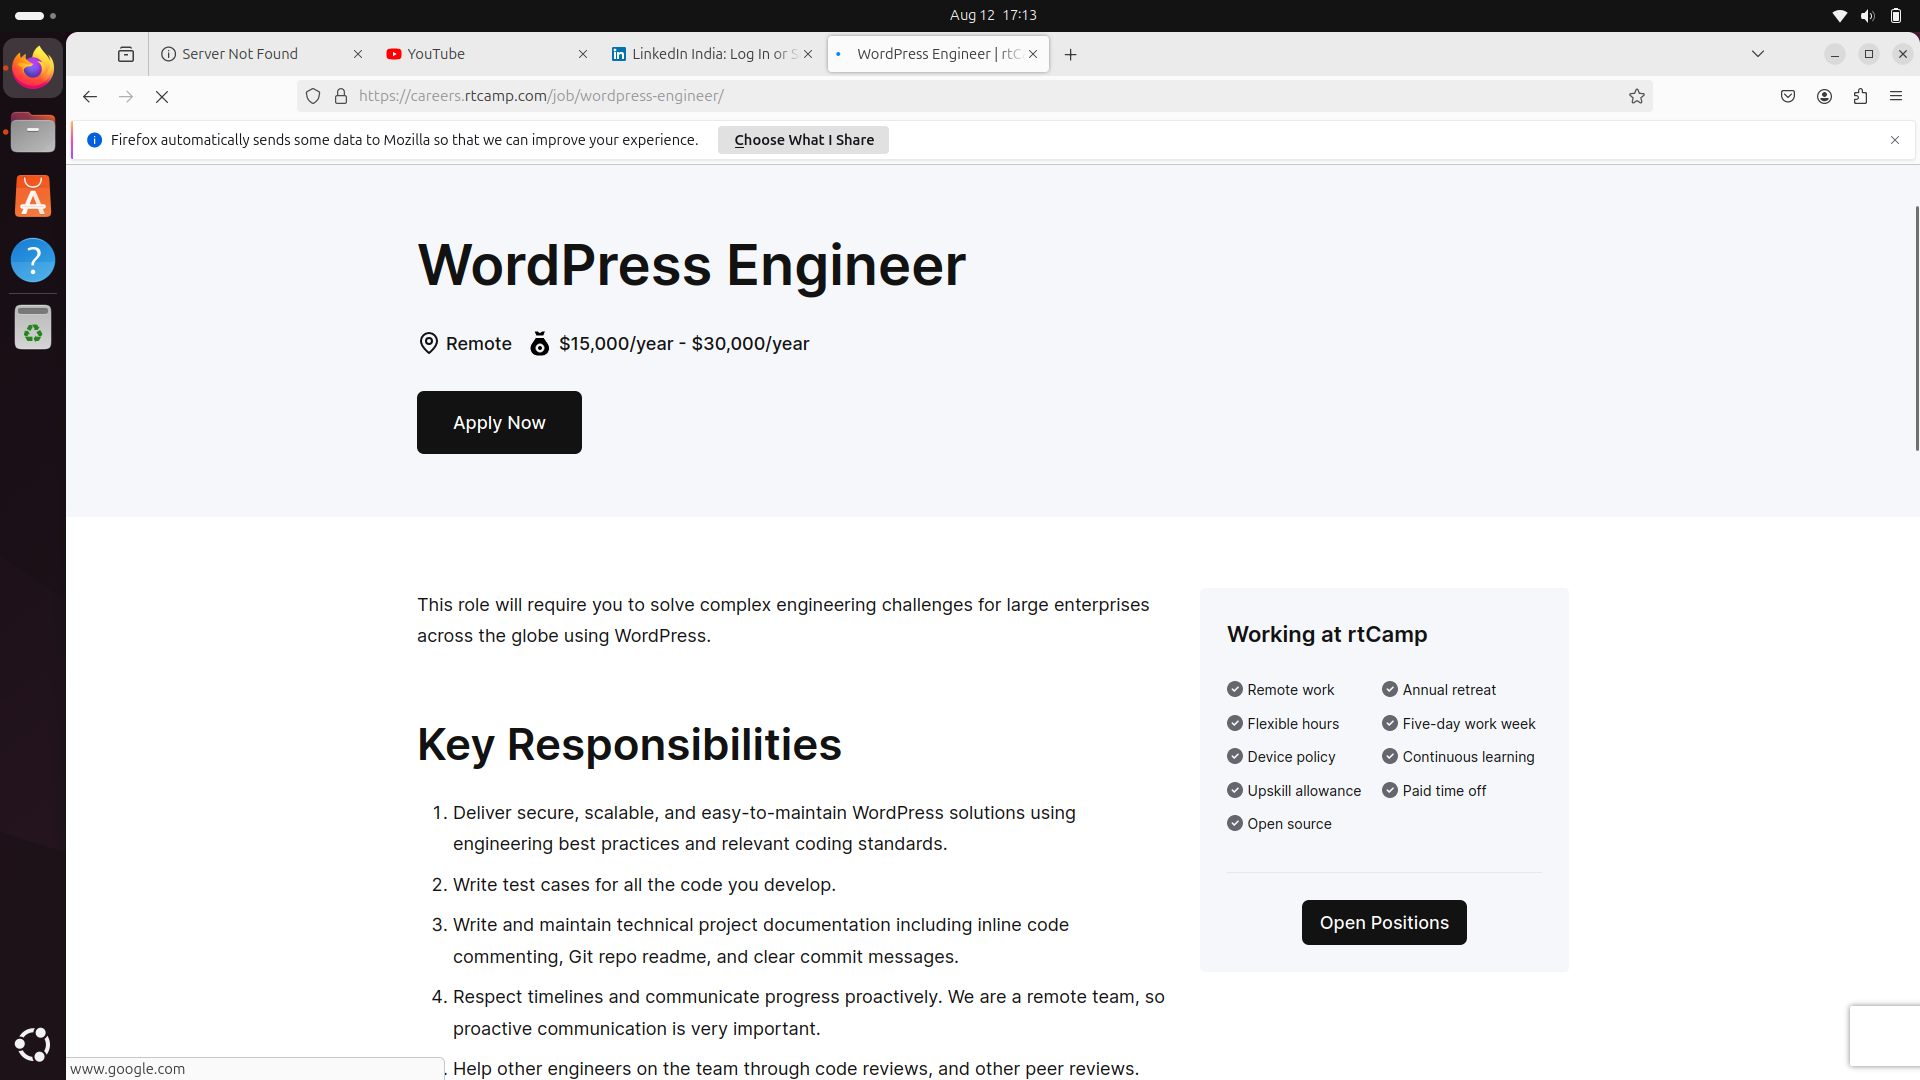 Aug 12 17:13
Server Not Found
YouTube
LinkedIn India: Log In or S
WordPress Engineer | rtC
https://careers.rtcamp.com/job/wordpress-engineer/
Firefox automatically sends some data to Mozilla so that we can improve your experience.
Choose What I Share
WordPress Engineer
Remote
$15,000/year - $30,000/year
Apply Now
This role will require you to solve complex engineering challenges for large enterprises
across the globe using WordPress.
Key Responsibilities
1. Deliver secure, scalable, and easy-to-maintain WordPress solutions using
engineering best practices and relevant coding standards.
2. Write test cases for all the code you develop.
3. Write and maintain technical project documentation including inline code
commenting, Git repo readme, and clear commit messages.
4. Respect timelines and communicate progress proactively. We are a remote team, so
proactive communication is very important.
Help other engineers on the team through code reviews, and other peer reviews.
Working at rtCamp
Remote work
Annual retreat
Flexible hours
Five-day work week
Device policy
Continuous learning
Upskill allowance
Paid time off
Open source
Open Positions
www.google.com